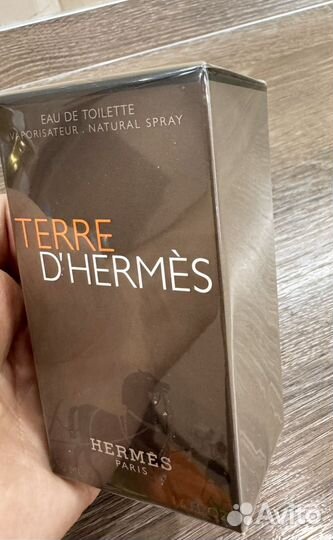 EAU DE TOILETTE
VAPORISATEUR . NATURAL SPRAY
TERRE
D'HERMÈS
HERMÈS
PARIS
Avito